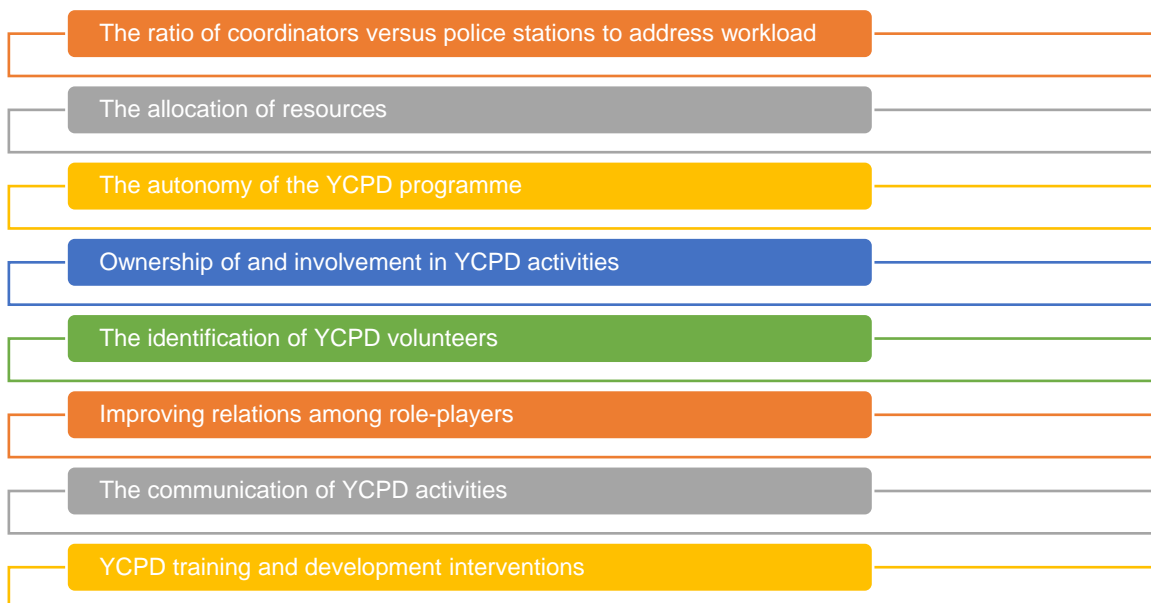 The ratio of coordinators versus police stations to address workload
The allocation of resources
The autonomy of the YCPD programme
Ownership of and involvement in YCPD activities
The identification of YCPD volunteers
Improving relations among role-players
The communication of YCPD activities
YCPD training and development interventions